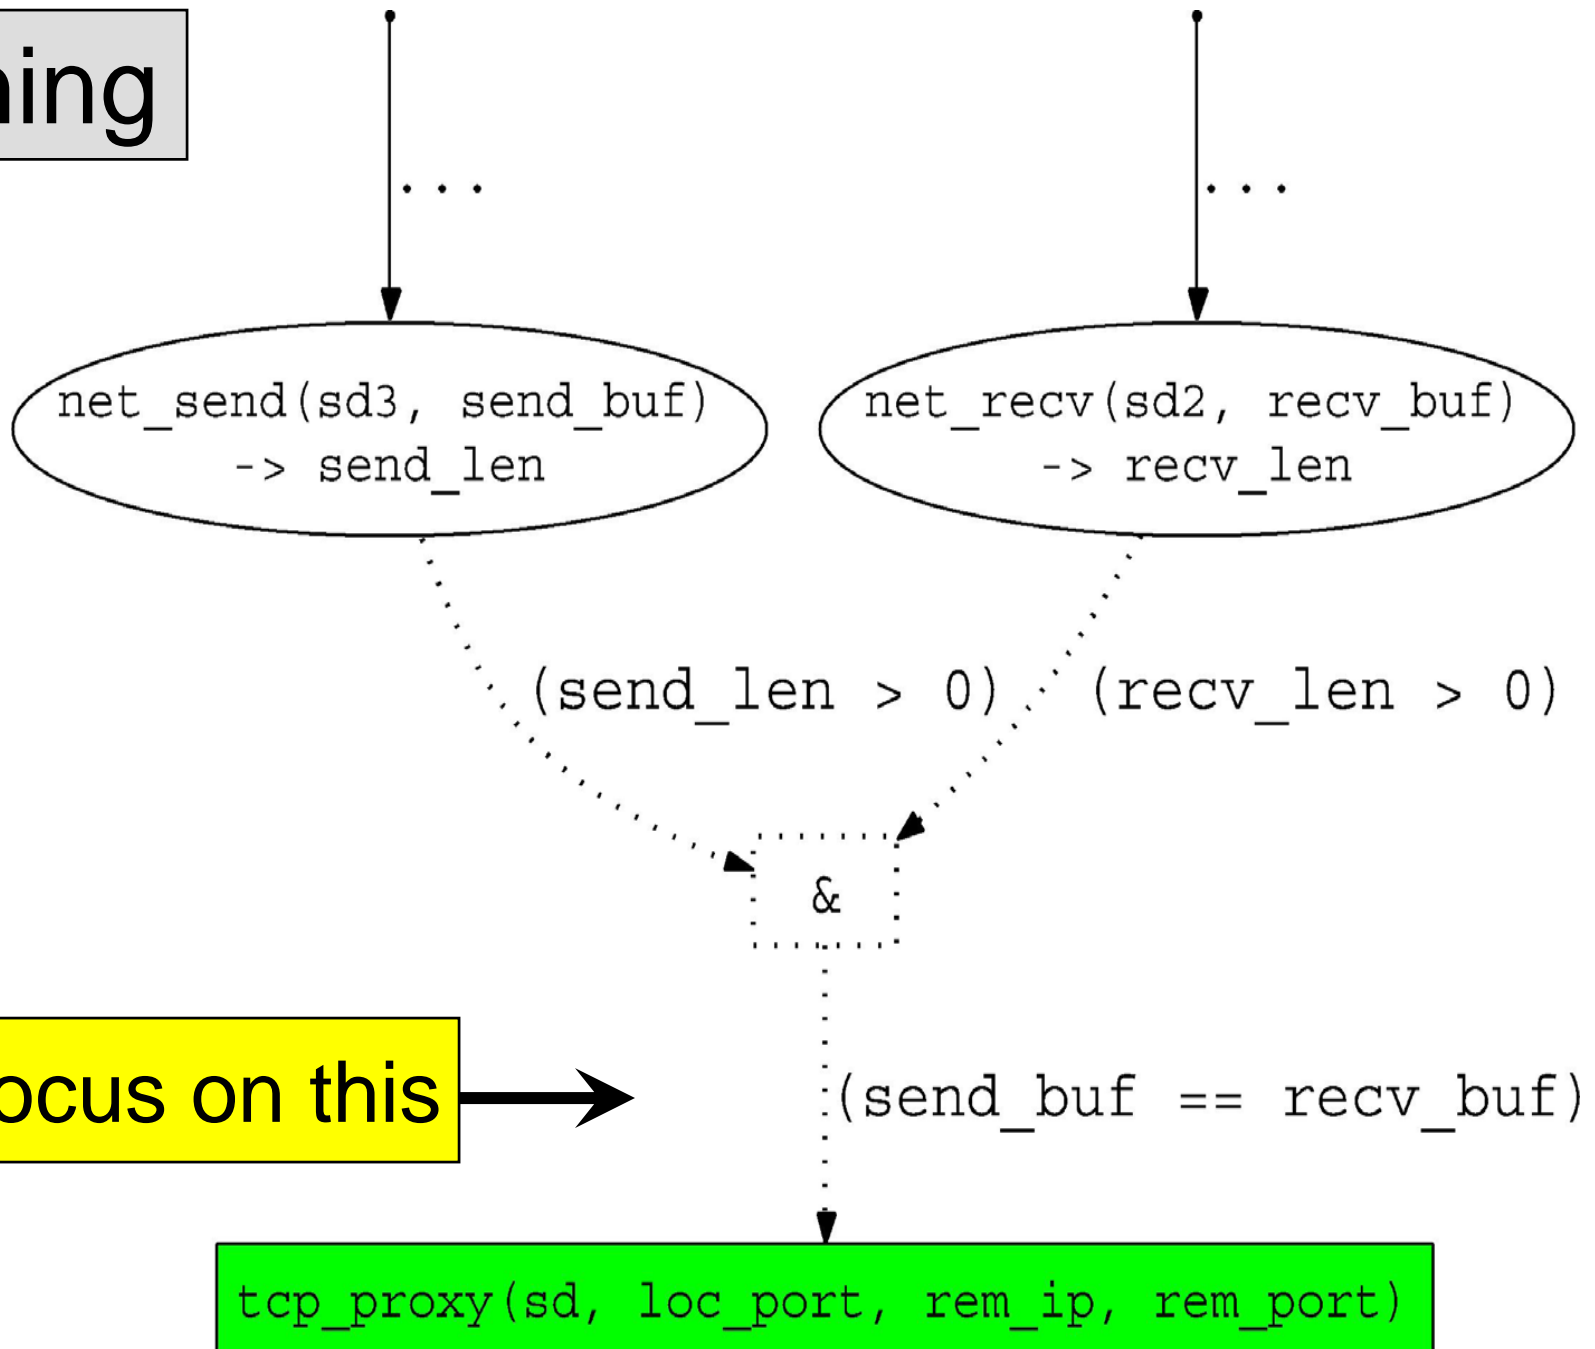 ning
...
...
net_send(sd3, send_buf)
-> send_len
net_recv(sd2, recv_buf)
-> recv_len
(send_len > 0)
(recv_len > 0)
&
ocus on this
(send_buf == recv_buf)
tcp_proxy(sd, loc_port, rem_ip, rem_port)